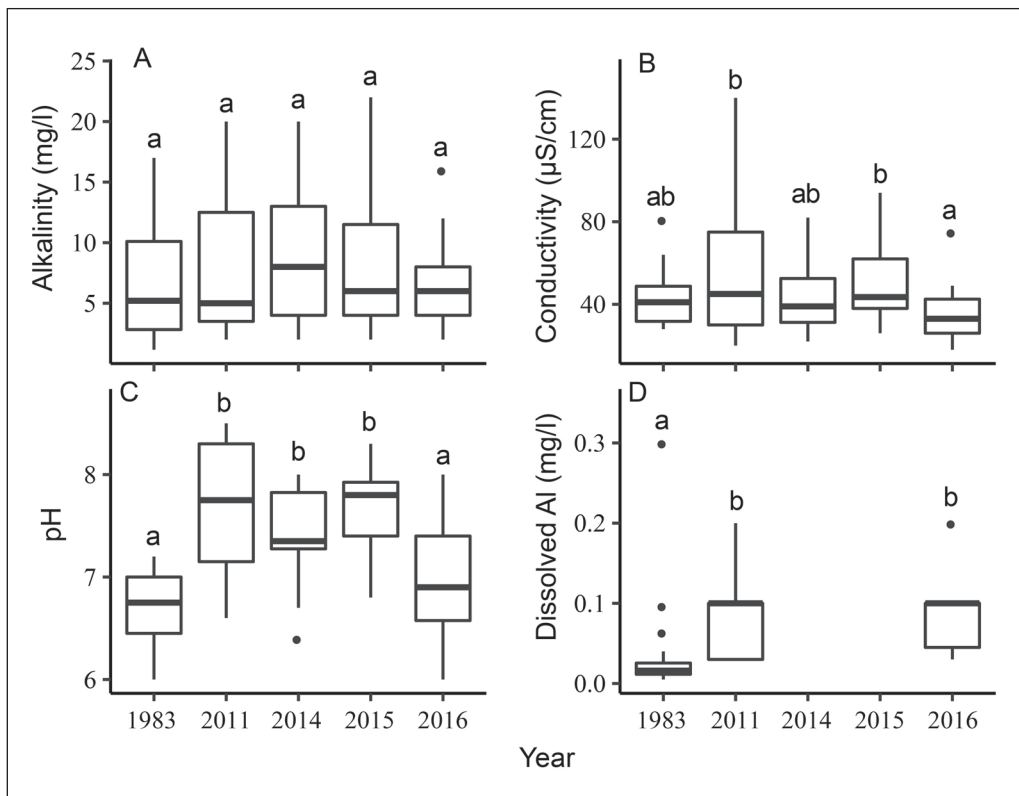 A
Alkalinity (mg/l)
25
20
15
10
5
a
a
a
a
a
B
Conductivity (µS/cm)
120
80
40
ab
b
ab
b
a
C
pH
8
7
6
a
b
b
b
a
1983
2011
2014
2015
2016
D
Dissolved Al (mg/l)
0.3
0.2
0.1
0.0
a
b
b
1983
2011
2014
2015
2016
Year